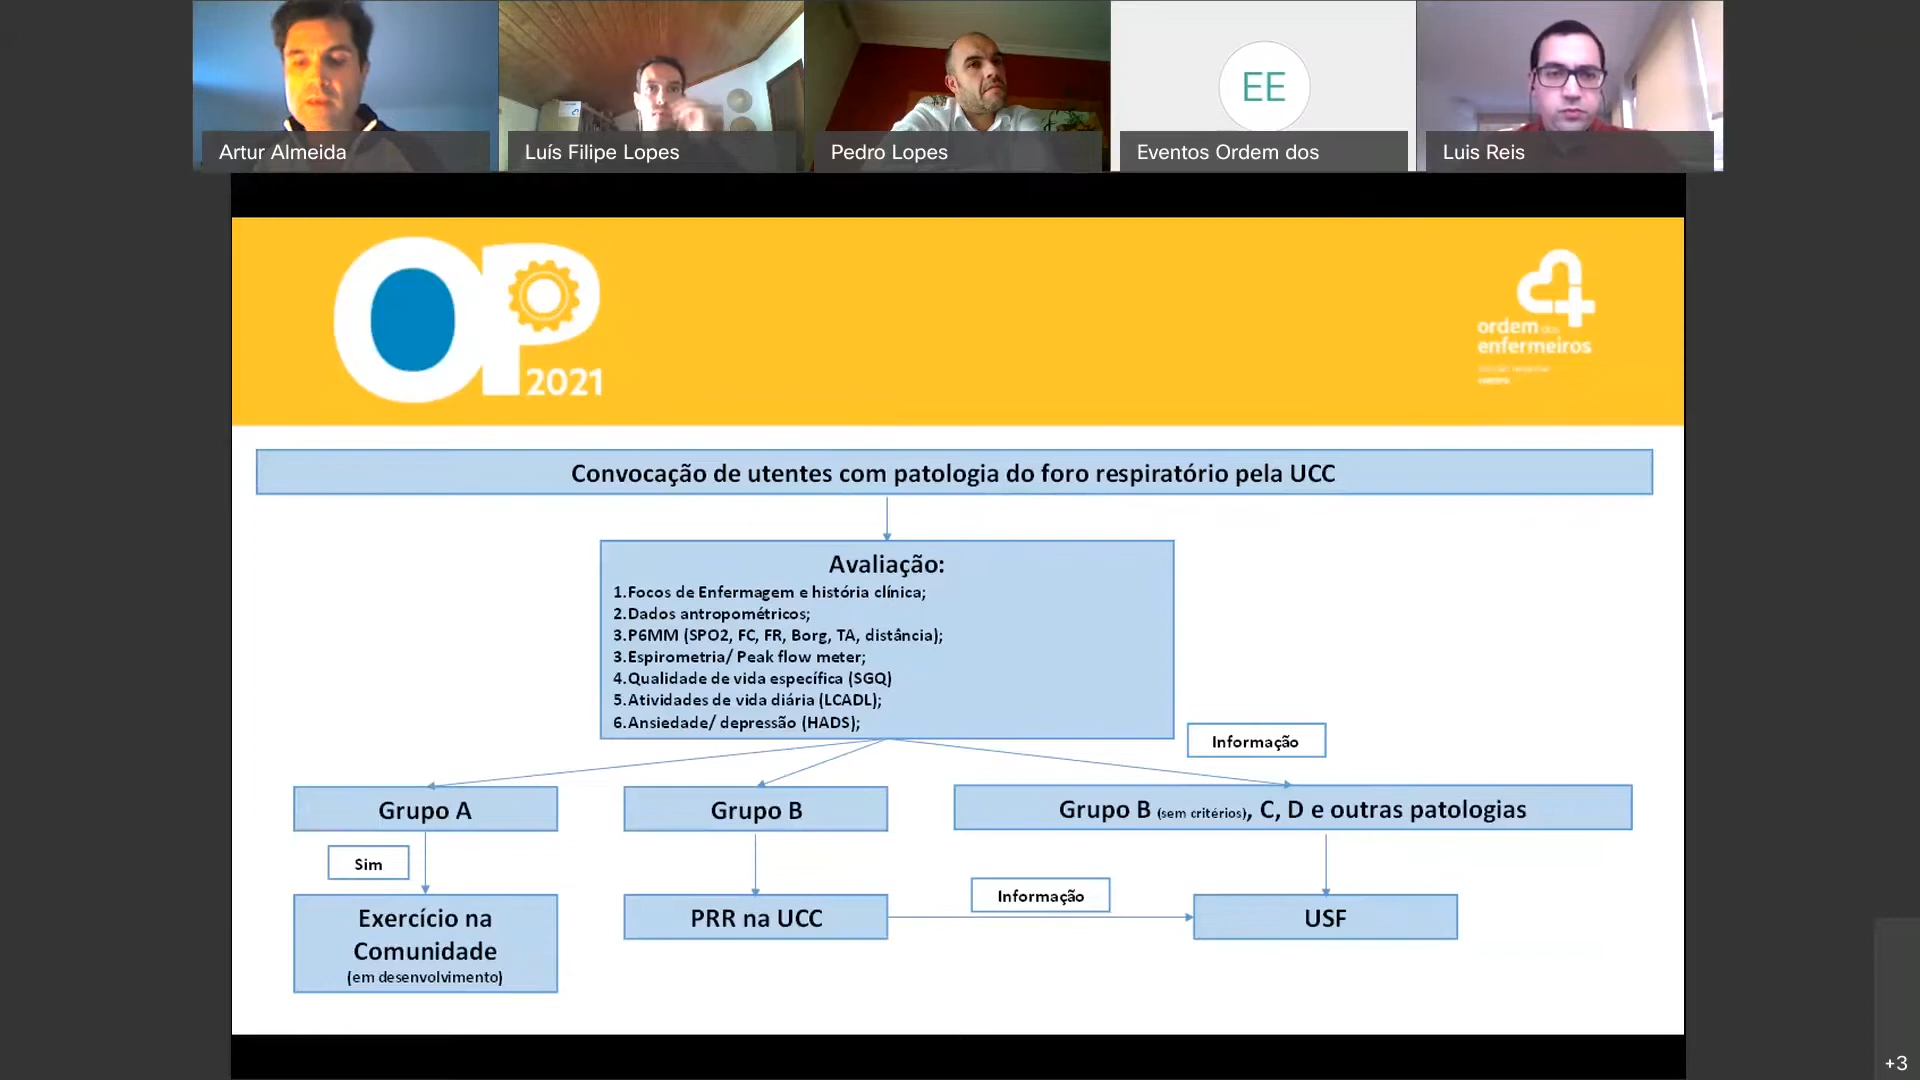 Artur Almeida
Luís Filipe Lopes
Pedro Lopes
EE
Eventos Ordem dos
Luis Reis
OP
2021
ordem dos
enfermeiros
Convocação de utentes com patologia do foro respiratório pela UCC
Avaliação:
1.Focos de Enfermagem e história clínica;
2.Dados antropométricos;
3.P6MM (SPO2, FC, FR, Borg, TA, distância);
3.Espirometria/ Peak flow meter;
4.Qualidade de vida específica (SGQ)
5.Atividades de vida diária (LCADL);
6.Ansiedade/ depressão (HADS);
Informação
Grupo A
Grupo B
Grupo B (sem critérios), C, D e outras patologias
Sim
Informação
Exercício na
Comunidade
(em desenvolvimento)
PRR na UCC
USF
+3